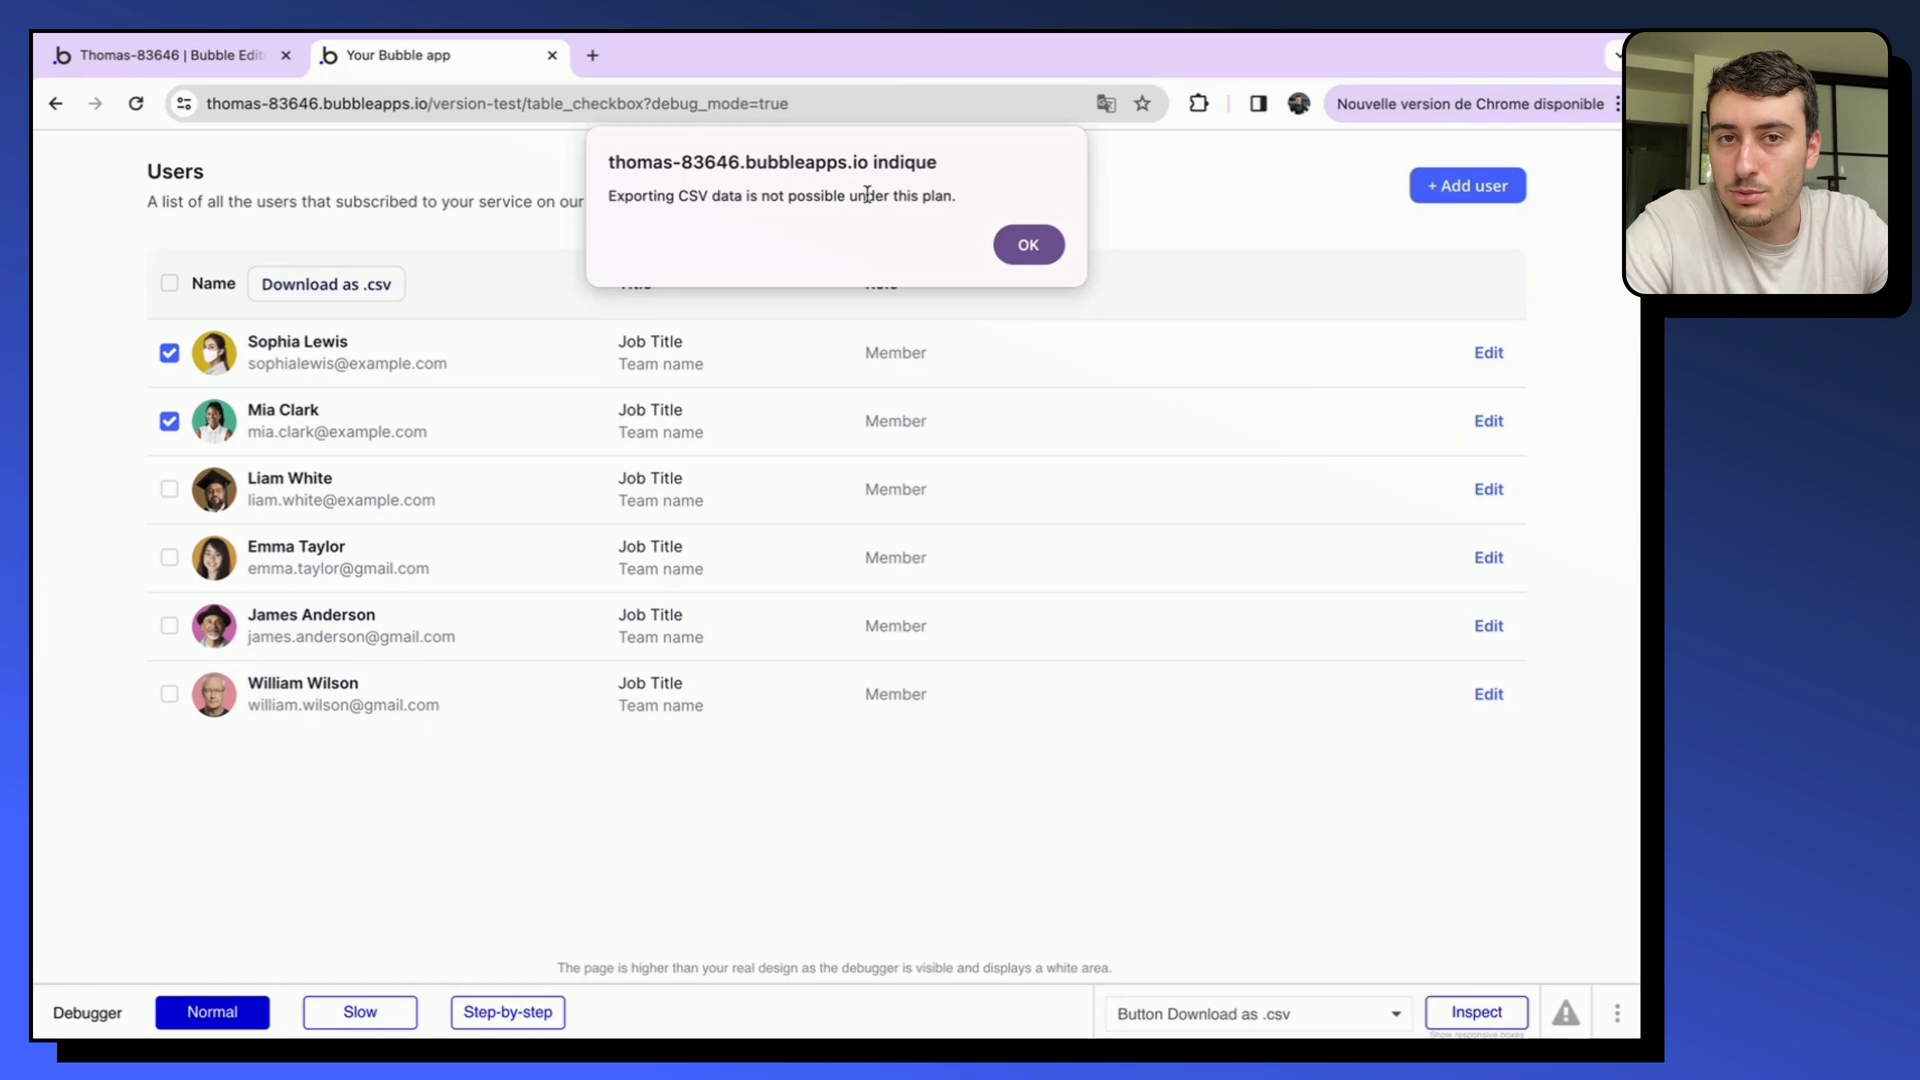 Thomas-83646 | Bubble Edit
Your Bubble app
thomas-83646.bubbleapps.io/version-test/table_checkbox?debug_mode=true
Nouvelle version de Chrome disponible
thomas-83646.bubbleapps.io indique
Exporting CSV data is not possible under this plan.
OK
Users
A list of all the users that subscribed to your service on our
+ Add user
Name
Download as .csv
Title
Role
Sophia Lewis
sophialewis@example.com
Job Title
Team name
Member
Edit
Mia Clark
mia.clark@example.com
Job Title
Team name
Member
Edit
Liam White
liam.white@example.com
Job Title
Team name
Member
Edit
Emma Taylor
emma.taylor@gmail.com
Job Title
Team name
Member
Edit
James Anderson
james.anderson@gmail.com
Job Title
Team name
Member
Edit
William Wilson
william.wilson@gmail.com
Job Title
Team name
Member
Edit
The page is higher than your real design as the debugger is visible and displays a white area.
Debugger
Normal
Slow
Step-by-step
Button Download as .csv
Inspect
Show responsive boxes